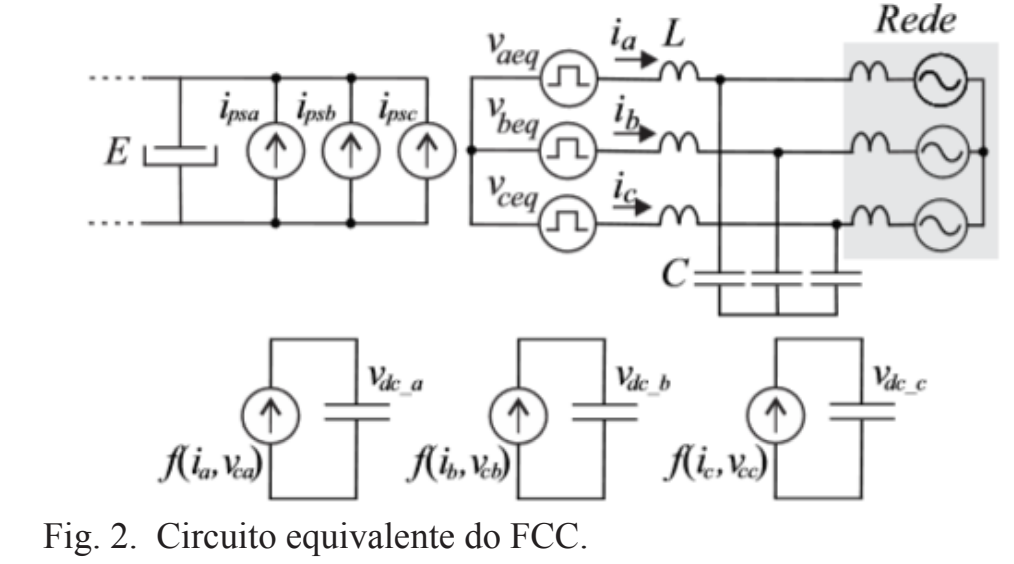 Rede
v_aeq i_a L
i_psa i_psb i_psc
v_beq i_b
E
v_ceq i_c
C
v_dc_a v_dc_b v_dc_c
f(i_a, v_ca) f(i_b, v_cb) f(i_c, v_cc)
Fig. 2. Circuito equivalente do FCC.